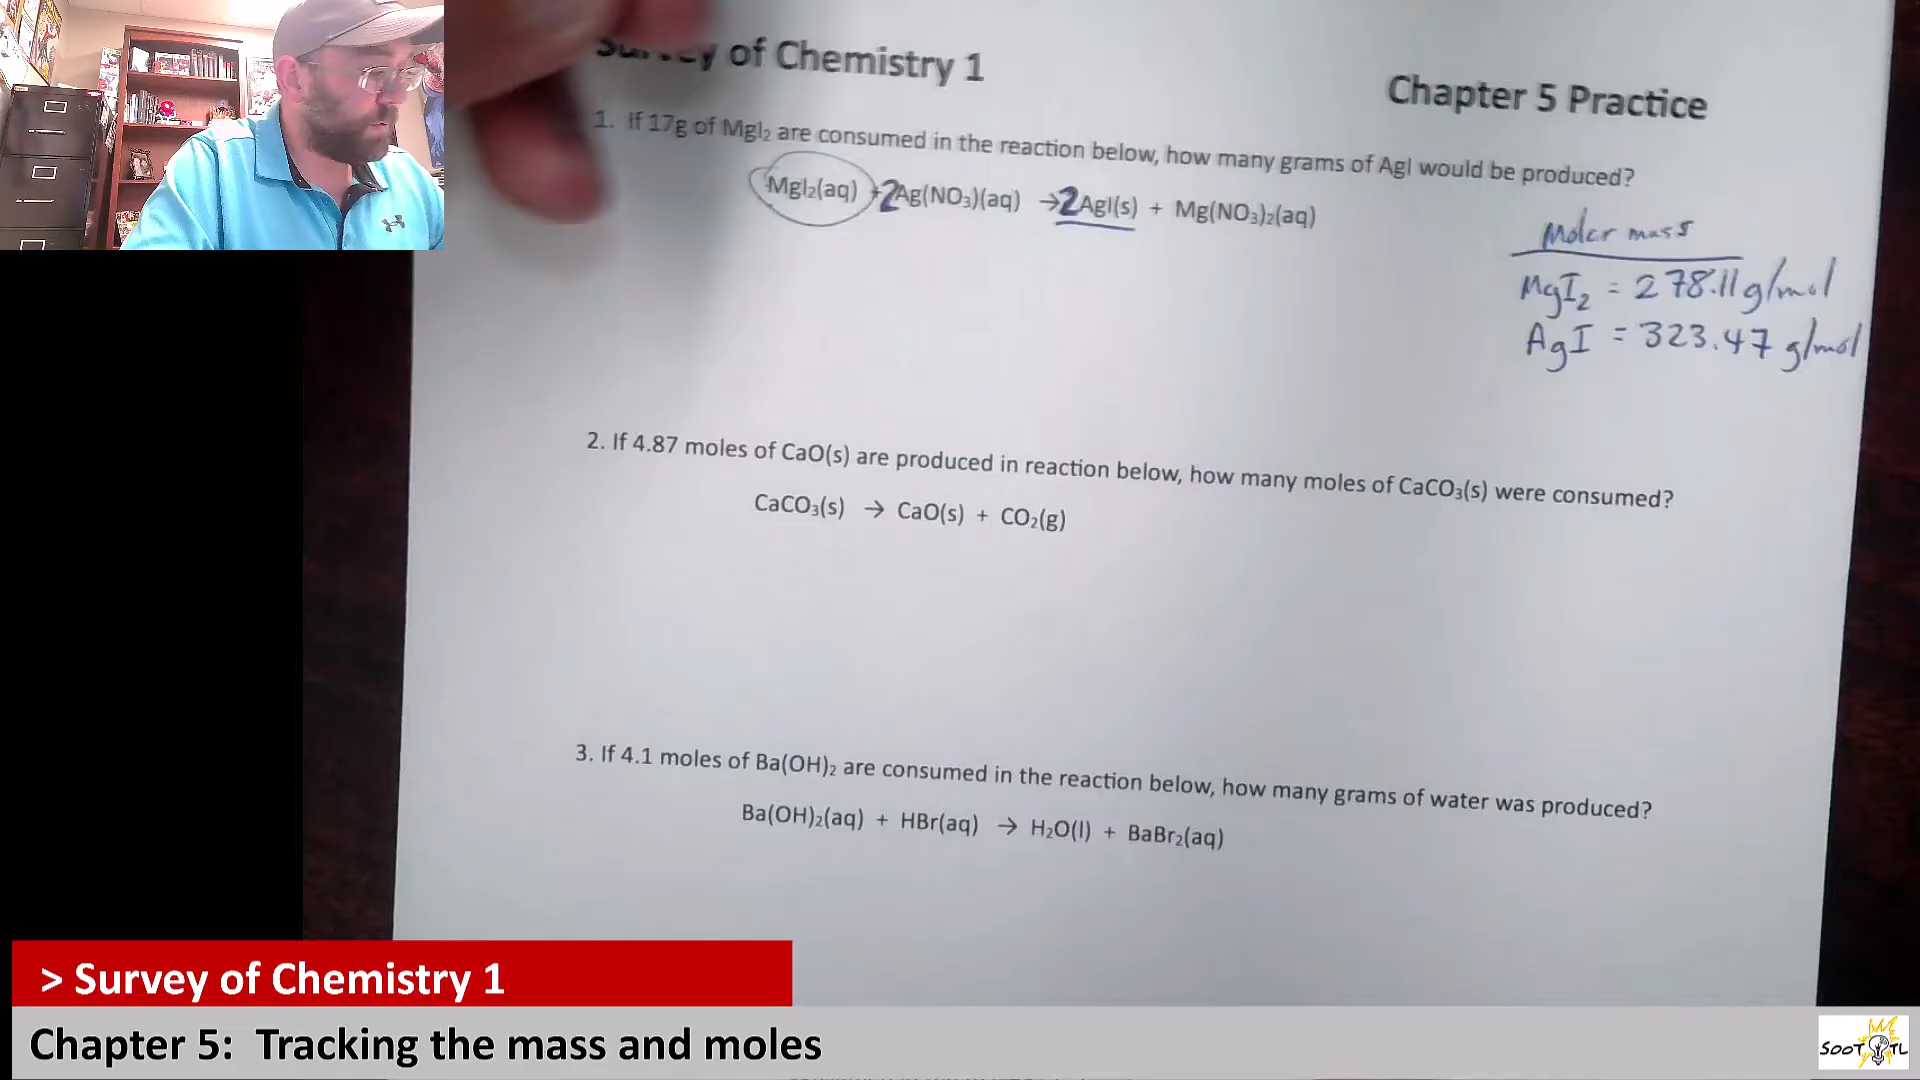 of Chemistry 1
Chapter 5 Practice
1. If 17g of MgI₂ are consumed in the reaction below, how many grams of AgI would be produced?
MgI₂(aq) + 2Ag(NO₃)(aq) → 2AgI(s) + Mg(NO₃)₂(aq)
Molar mass
MgI₂ = 278.11 g/mol
AgI = 323.47 g/mol
2. If 4.87 moles of CaO(s) are produced in reaction below, how many moles of CaCO₃(s) were consumed?
CaCO₃(s) → CaO(s) + CO₂(g)
3. If 4.1 moles of Ba(OH)₂ are consumed in the reaction below, how many grams of water was produced?
Ba(OH)₂(aq) + HBr(aq) → H₂O(l) + BaBr₂(aq)
> Survey of Chemistry 1
Chapter 5: Tracking the mass and moles
SOOTTL